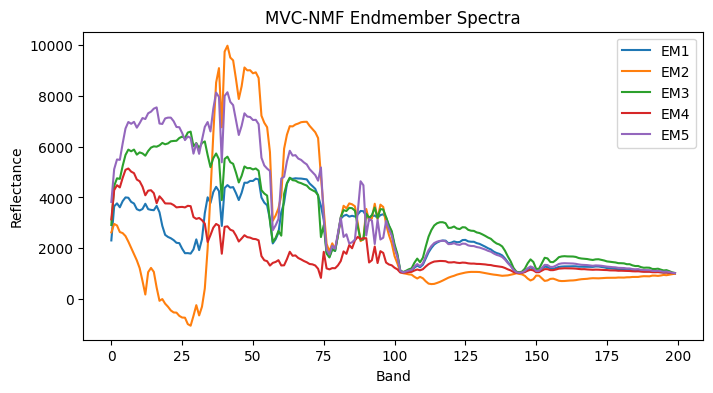 MVC-NMF Endmember Spectra
Reflectance
10000
8000
6000
4000
2000
0
0 25 50 75 100 125 150 175 200
Band
EM1
EM2
EM3
EM4
EM5